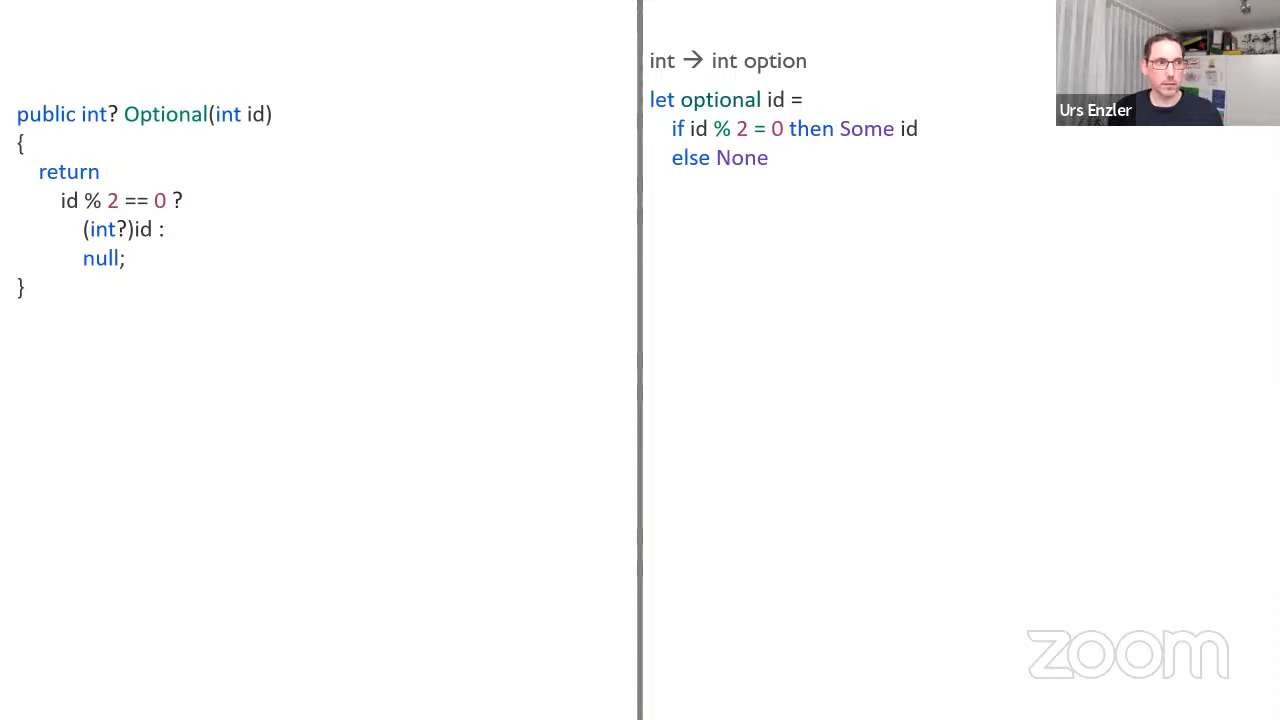 public int? Optional(int id)
{
return
id % 2 == 0 ?
(int?)id :
null;
}
int → int option
let optional id =
if id % 2 = 0 then Some id
else None
Urs Enzler
zoom